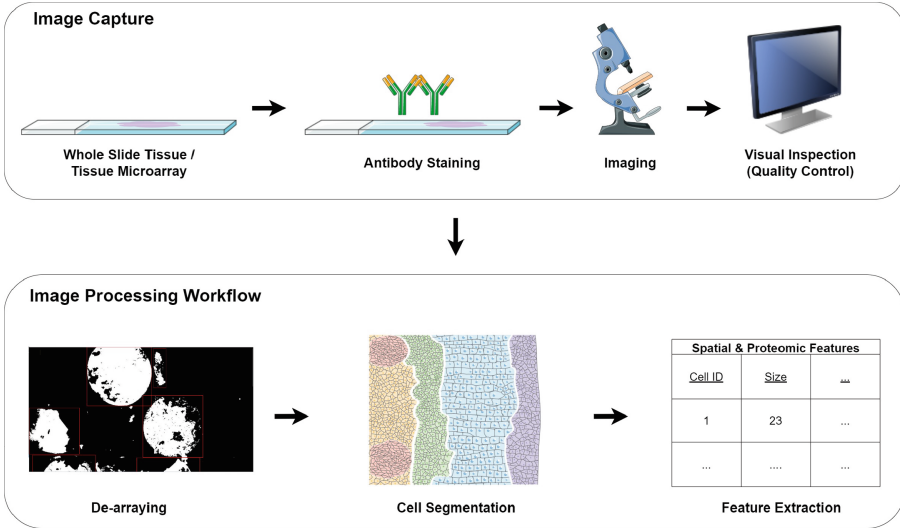 Image Capture
Whole Slide Tissue /
Tissue Microarray
Antibody Staining
Imaging
Visual Inspection
(Quality Control)
Image Processing Workflow
De-arraying
Cell Segmentation
Spatial & Proteomic Features
Cell ID Size ...
1 23 ...
... .... ...
Feature Extraction